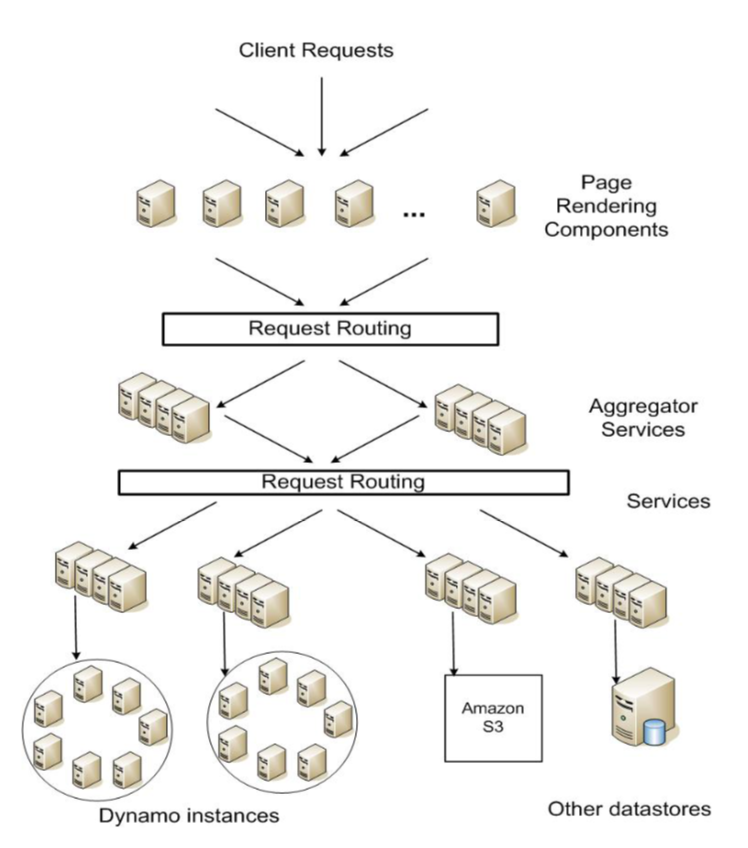 Client Requests
Page
Rendering
Components
...
Request Routing
Aggregator
Services
Request Routing
Services
Amazon
S3
Dynamo instances
Other datastores